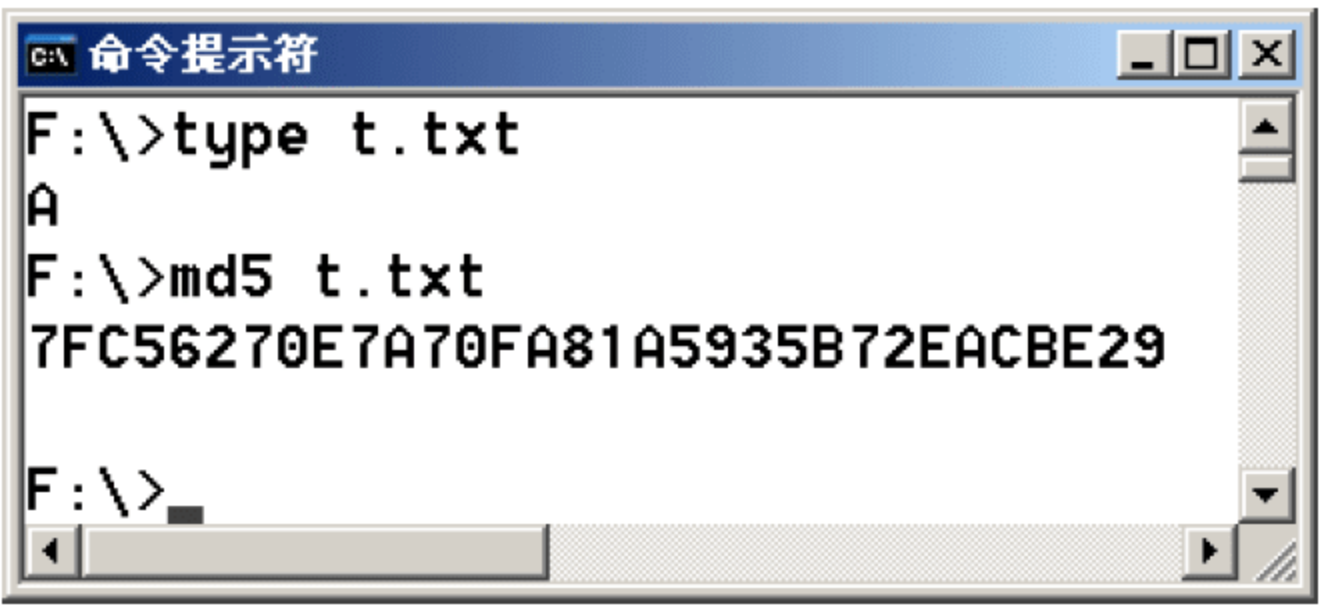 C:\ 命令提示符
F:\>type t.txt
A
F:\>md5 t.txt
7FC56270E7A70FA81A5935B72EACBE29
F:\>_